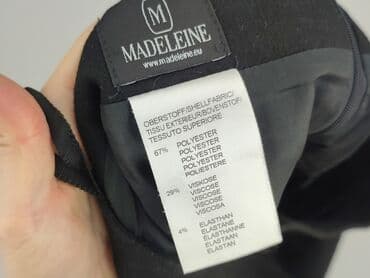 M
MADELEINE
www.madeleine.eu
OBERSTOFF/SHELLFABRIC/
TISSU EXTERIEUR/BOVENSTOF/
TESSUTO SUPERIORE
67% POLYESTER
POLYESTER
POLYESTER
POLYESTER
POLIESTERE
29% VISKOSE
VISCOSE
VISCOSE
VISCOSE
VISCOSA
4% ELASTHAN
ELASTANE
ELASTHANNE
ELASTAN
ELASTAN